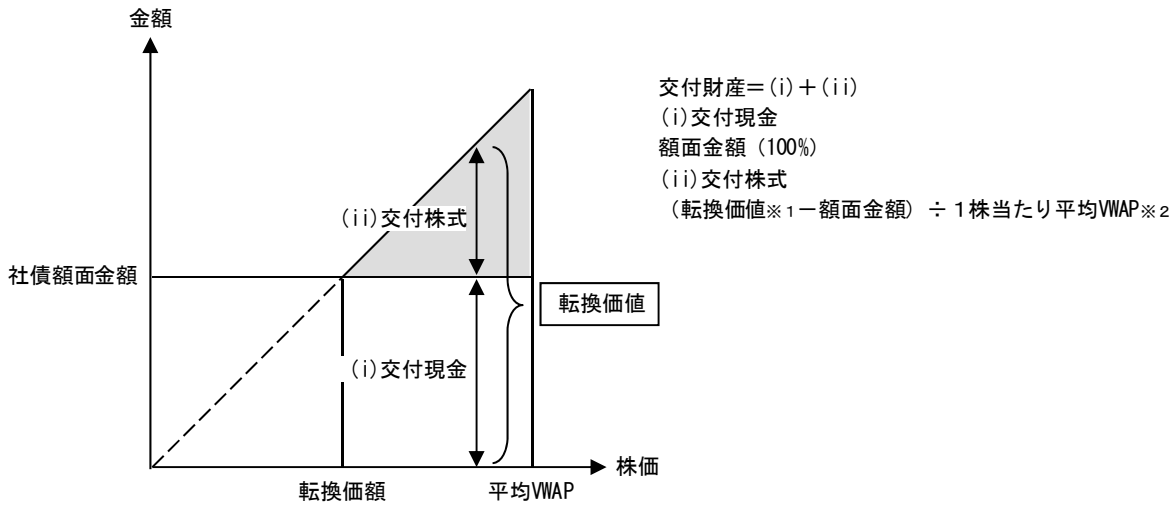 金額
交付財産＝(i)＋(ii)
(i)交付現金
額面金額（100%）
(ii)交付株式
（転換価値※1－額面金額）÷１株当たり平均VWAP※2
(ii)交付株式
社債額面金額
転換価値
(i)交付現金
株価
転換価額
平均VWAP